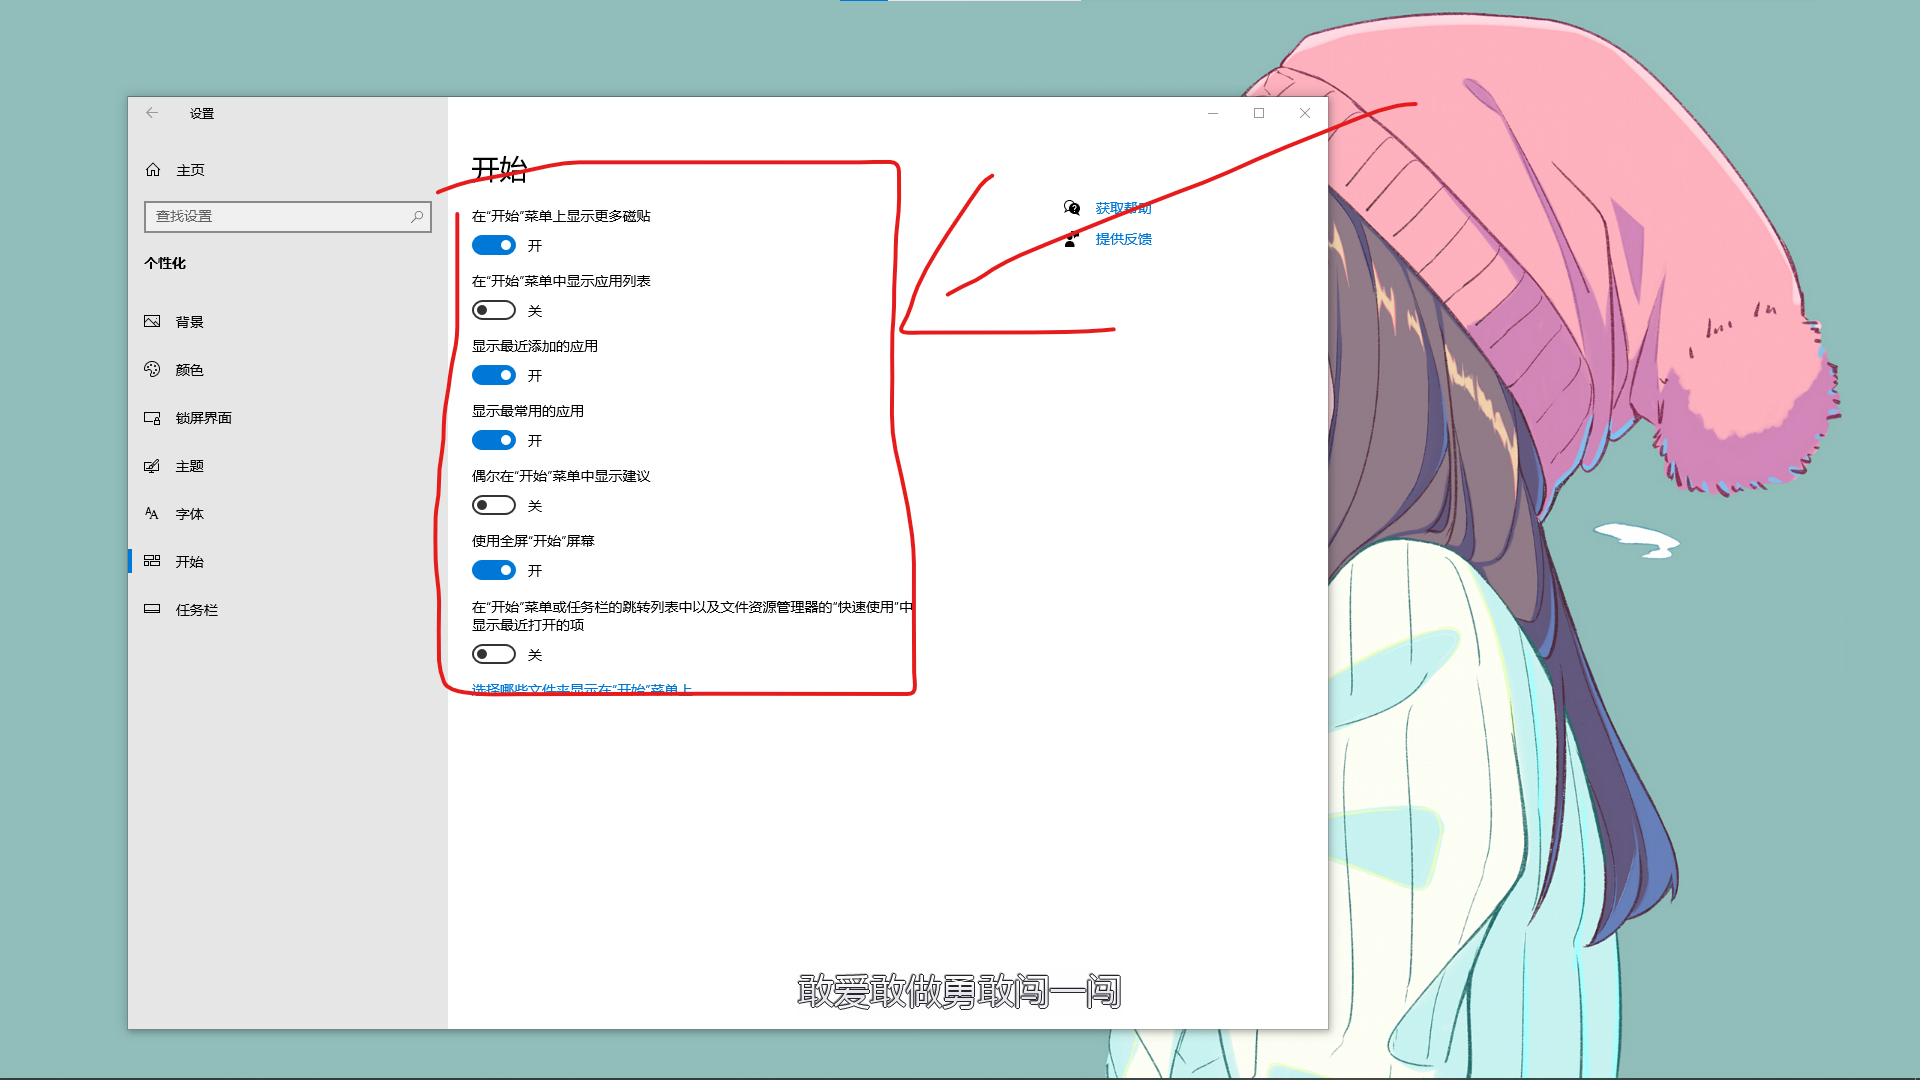 设置
主页
查找设置
个性化
背景
颜色
锁屏界面
主题
字体
开始
任务栏
开始
在“开始”菜单上显示更多磁贴
开
在“开始”菜单中显示应用列表
关
显示最近添加的应用
开
显示最常用的应用
开
偶尔在“开始”菜单中显示建议
关
使用全屏“开始”屏幕
开
在“开始”菜单或任务栏的跳转列表中以及文件资源管理器的“快速使用”中
显示最近打开的项
关
选择哪些文件夹显示在“开始”菜单上
获取帮助
提供反馈
敢爱敢做勇敢闯一闯